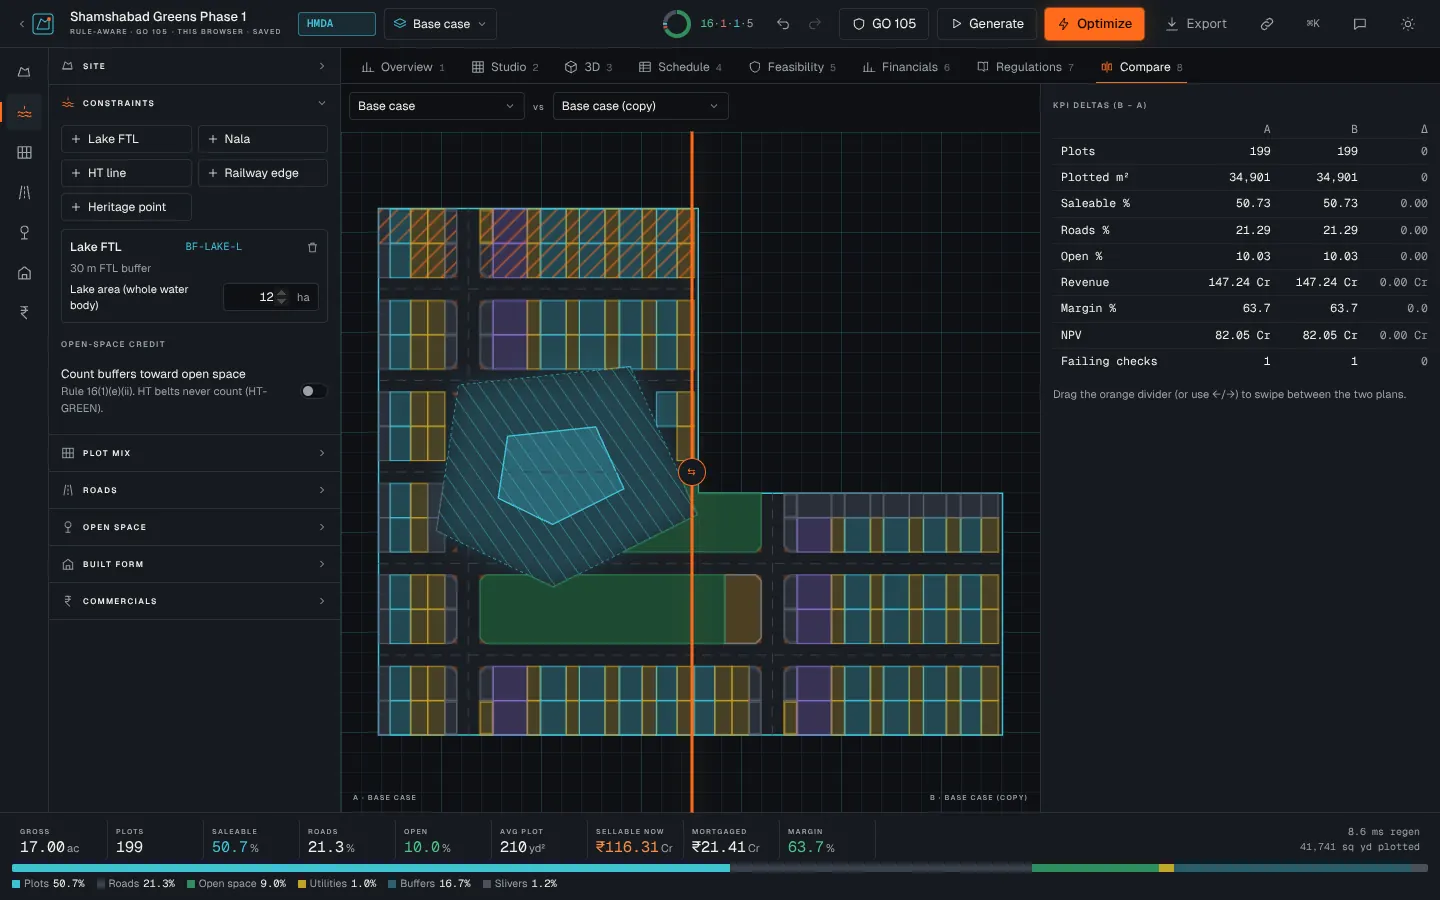 Shamshabad Greens Phase 1
RULE-AWARE · GO 105 · THIS BROWSER · SAVED
HMDA
Base case
16·1·1·5
GO 105
Generate
Optimize
Export
⌘K
SITE
CONSTRAINTS
+ Lake FTL
+ Nala
+ HT line
+ Railway edge
+ Heritage point
Lake FTL BF-LAKE-L
30 m FTL buffer
Lake area (whole water
body)
12 ha
OPEN-SPACE CREDIT
Count buffers toward open space
Rule 16(1)(e)(ii). HT belts never count (HT-
GREEN).
PLOT MIX
ROADS
OPEN SPACE
BUILT FORM
COMMERCIALS
Overview 1
Studio 2
3D 3
Schedule 4
Feasibility 5
Financials 6
Regulations 7
Compare 8
Base case vs Base case (copy)
A · BASE CASE
B · BASE CASE (COPY)
KPI DELTAS (B − A)
A B Δ
Plots 199 199 0
Plotted m² 34,901 34,901 0
Saleable % 50.73 50.73 0.00
Roads % 21.29 21.29 0.00
Open % 10.03 10.03 0.00
Revenue 147.24 Cr 147.24 Cr 0.00 Cr
Margin % 63.7 63.7 0.0
NPV 82.05 Cr 82.05 Cr 0.00 Cr
Failing checks 1 1 0
Drag the orange divider (or use ←/→) to swipe between the two plans.
GROSS
17.00 ac
PLOTS
199
SALEABLE
50.7 %
ROADS
21.3 %
OPEN
10.0 %
AVG PLOT
210 yd²
SELLABLE NOW
₹116.31 Cr
MORTGAGED
₹21.41 Cr
MARGIN
63.7 %
8.6 ms regen
41,741 sq yd plotted
Plots 50.7% Roads 21.3% Open space 9.0% Utilities 1.0% Buffers 16.7% Slivers 1.2%